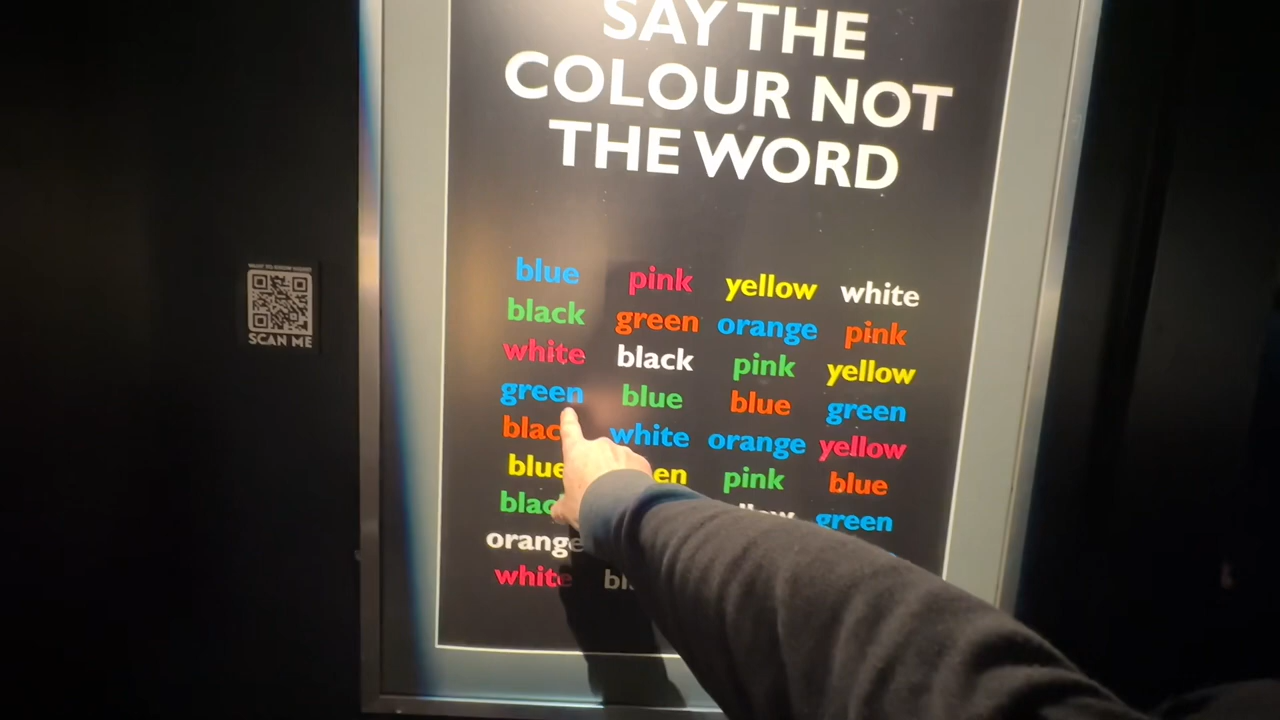 SAY THE
COLOUR NOT
THE WORD
blue pink yellow white
black green orange pink
white black pink yellow
green blue blue green
white orange yellow
blue pink blue
green
orange
white
SCAN ME